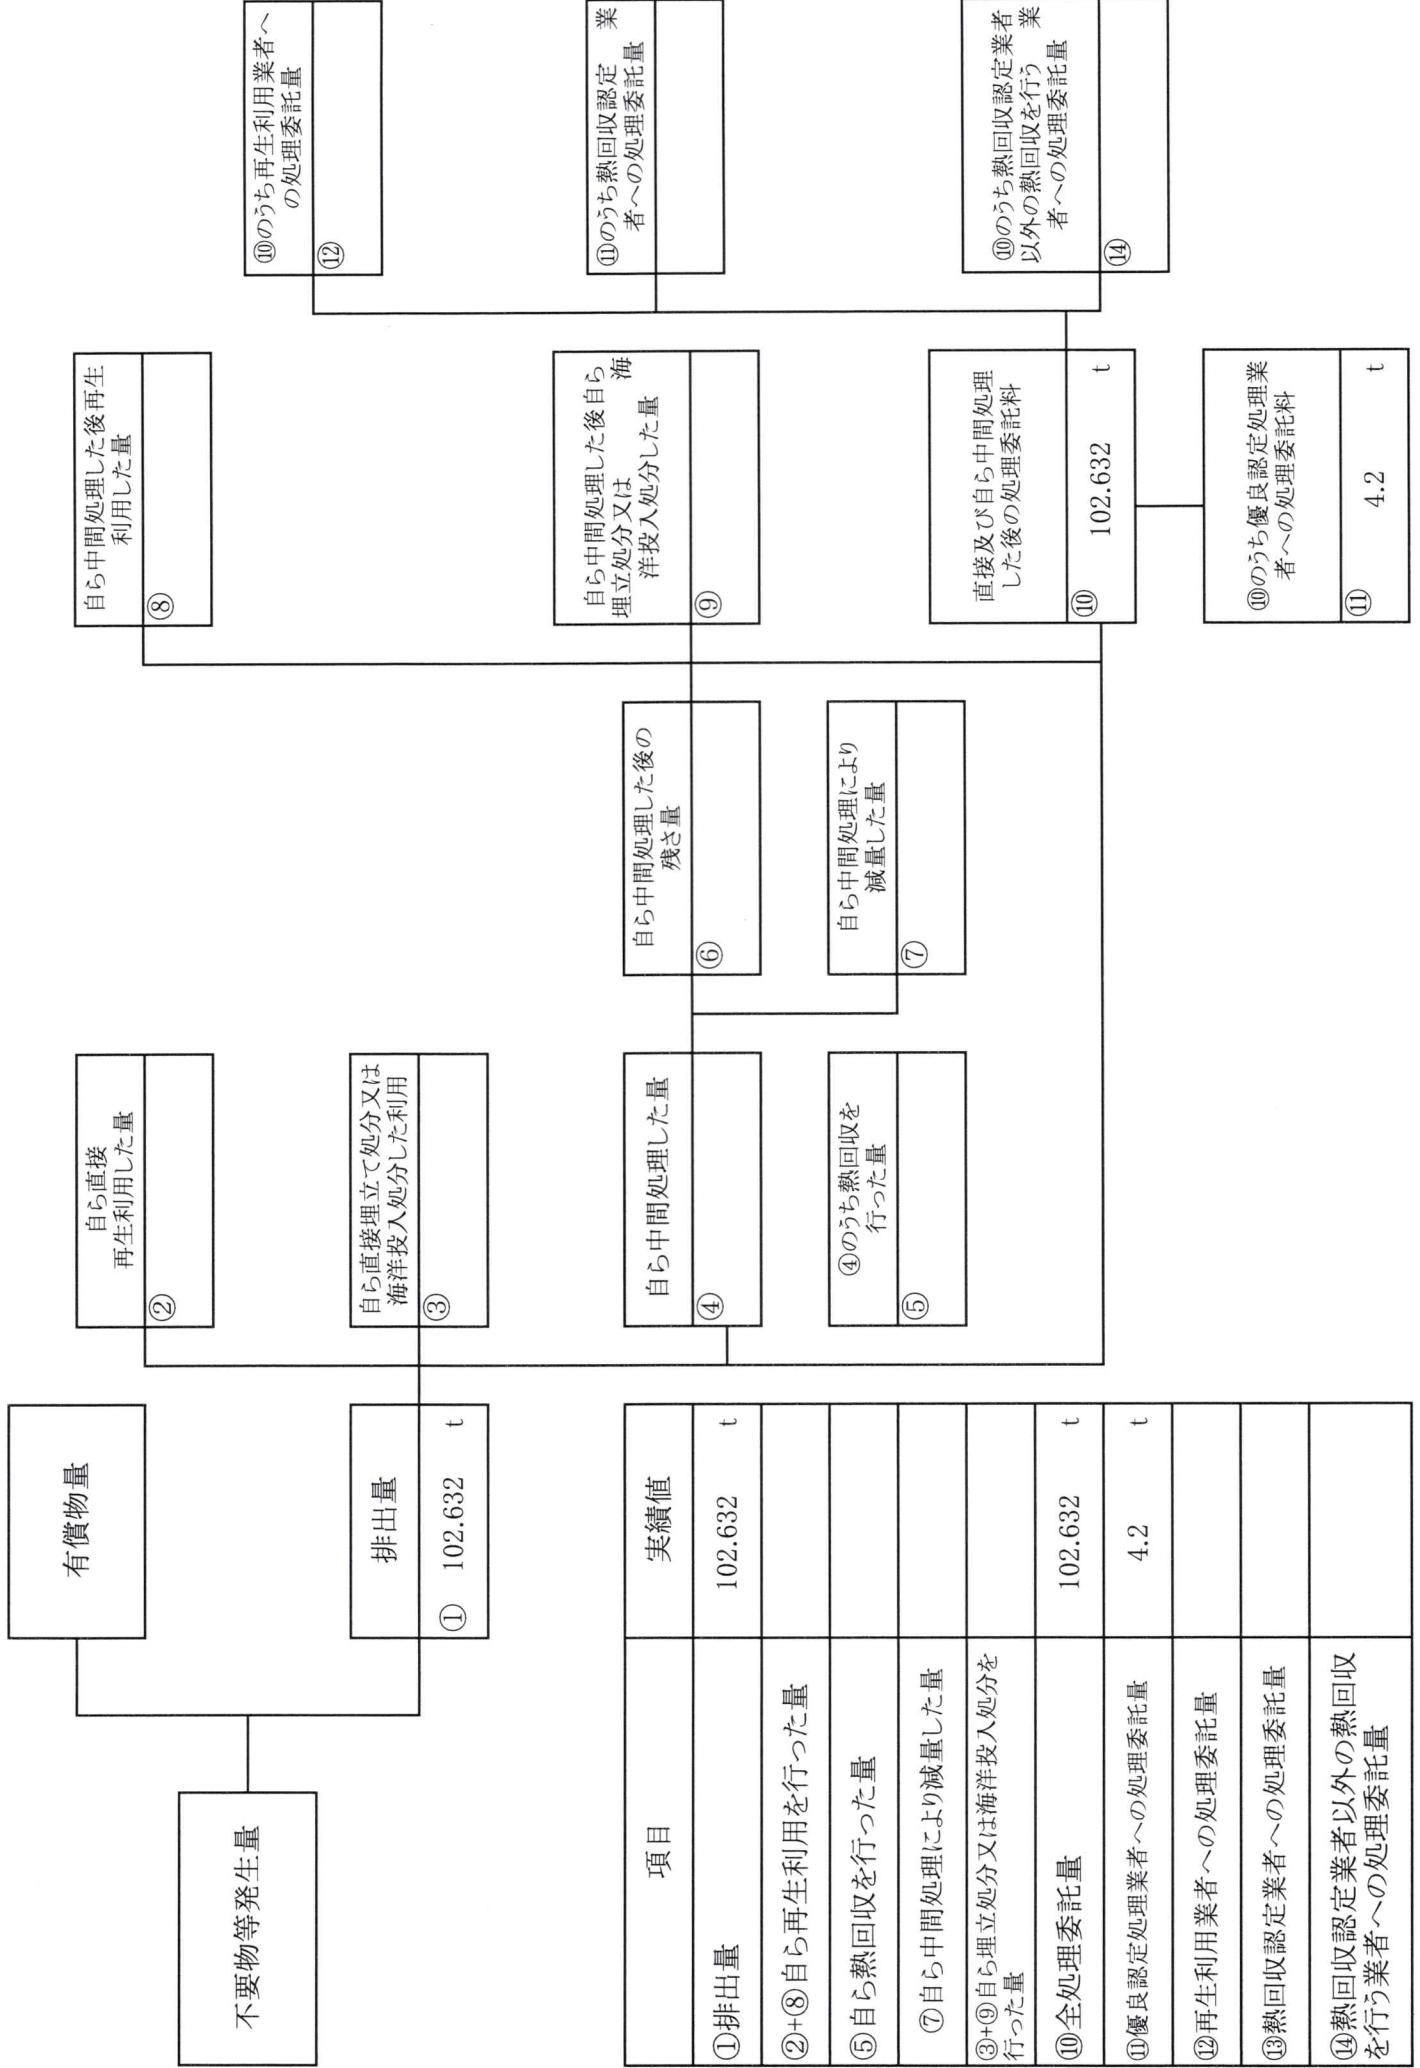 不要物等発生量
有償物量
排出量
① 102.632 t
自ら直接
再生利用した量
②
自ら直接埋立て処分又は
海洋投入処分した利用
③
自ら中間処理した量
④
④のうち熱回収を
行った量
⑤
自ら中間処理した後の
残さ量
⑥
自ら中間処理により
減量した量
⑦
自ら中間処理した後再生
利用した量
⑧
自ら中間処理した後自ら
埋立処分又は 海
洋投入処分した量
⑨
直接及び自ら中間処理
した後の処理委託料
⑩ 102.632 t
⑩のうち優良認定処理業
者への処理委託料
⑪ 4.2 t
⑩のうち再生利用業者へ
の処理委託量
⑫
⑪のうち熱回収認定 業
者への処理委託量
⑩のうち熱回収認定業者
以外の熱回収を行う 業
者への処理委託量
⑭
項目 実績値
①排出量 102.632 t
②+⑧自ら再生利用を行った量
⑤自ら熱回収を行った量
⑦自ら中間処理により減量した量
③+⑨自ら埋立処分又は海洋投入処分を
行った量
⑩全処理委託量 102.632 t
⑪優良認定処理業者への処理委託量 4.2 t
⑫再生利用業者への処理委託量
⑬熱回収認定業者への処理委託量
⑭熱回収認定業者以外の熱回収
を行う業者への処理委託量